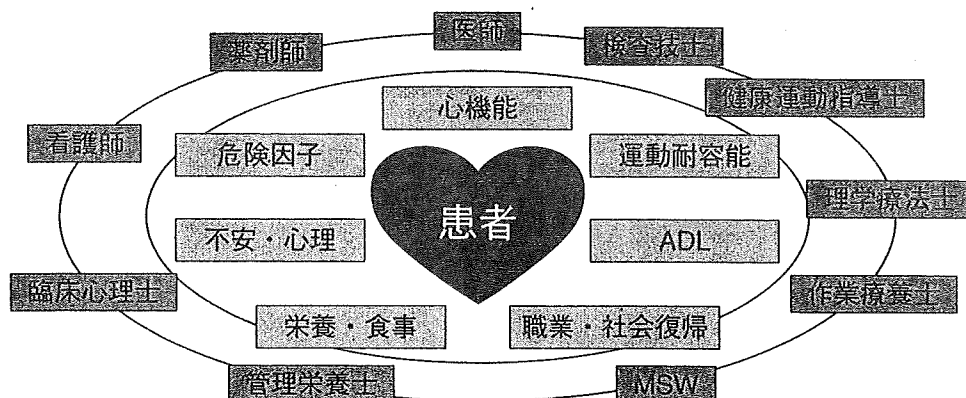 医師
薬剤師
検査技士
健康運動指導士
心機能
看護師
危険因子
運動耐容能
患者
理学療法士
不安・心理
ADL
臨床心理士
作業療養士
栄養・食事
職業・社会復帰
管理栄養士
MSW